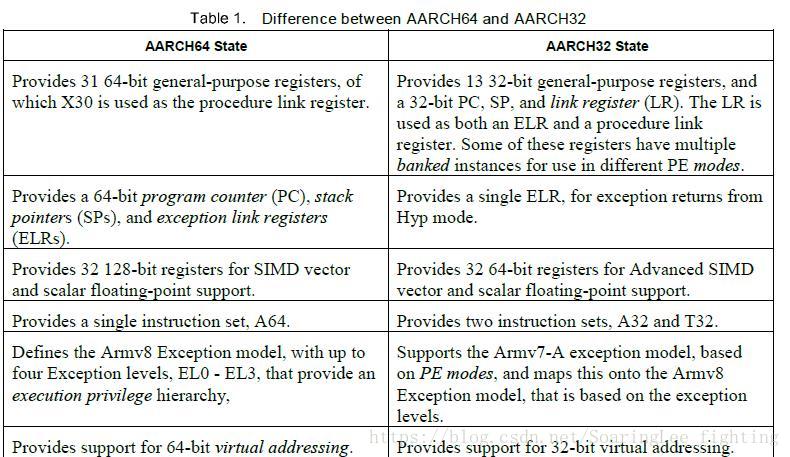 Table 1. Difference between AARCH64 and AARCH32
AARCH64 State
AARCH32 State
Provides 31 64-bit general-purpose registers, of
which X30 is used as the procedure link register.
Provides 13 32-bit general-purpose registers, and
a 32-bit PC, SP, and link register (LR). The LR is
used as both an ELR and a procedure link
register. Some of these registers have multiple
banked instances for use in different PE modes.
Provides a 64-bit program counter (PC), stack
pointers (SPs), and exception link registers
(ELRs).
Provides a single ELR, for exception returns from
Hyp mode.
Provides 32 128-bit registers for SIMD vector
and scalar floating-point support.
Provides 32 64-bit registers for Advanced SIMD
vector and scalar floating-point support.
Provides a single instruction set, A64.
Provides two instruction sets, A32 and T32.
Defines the Armv8 Exception model, with up to
four Exception levels, EL0 - EL3, that provide an
execution privilege hierarchy,
Supports the Armv7-A exception model, based
on PE modes, and maps this onto the Armv8
Exception model, that is based on the exception
levels.
Provides support for 64-bit virtual addressing.
Provides support for 32-bit virtual addressing.
https://blog.csdn.net/SoaringLee_fighting